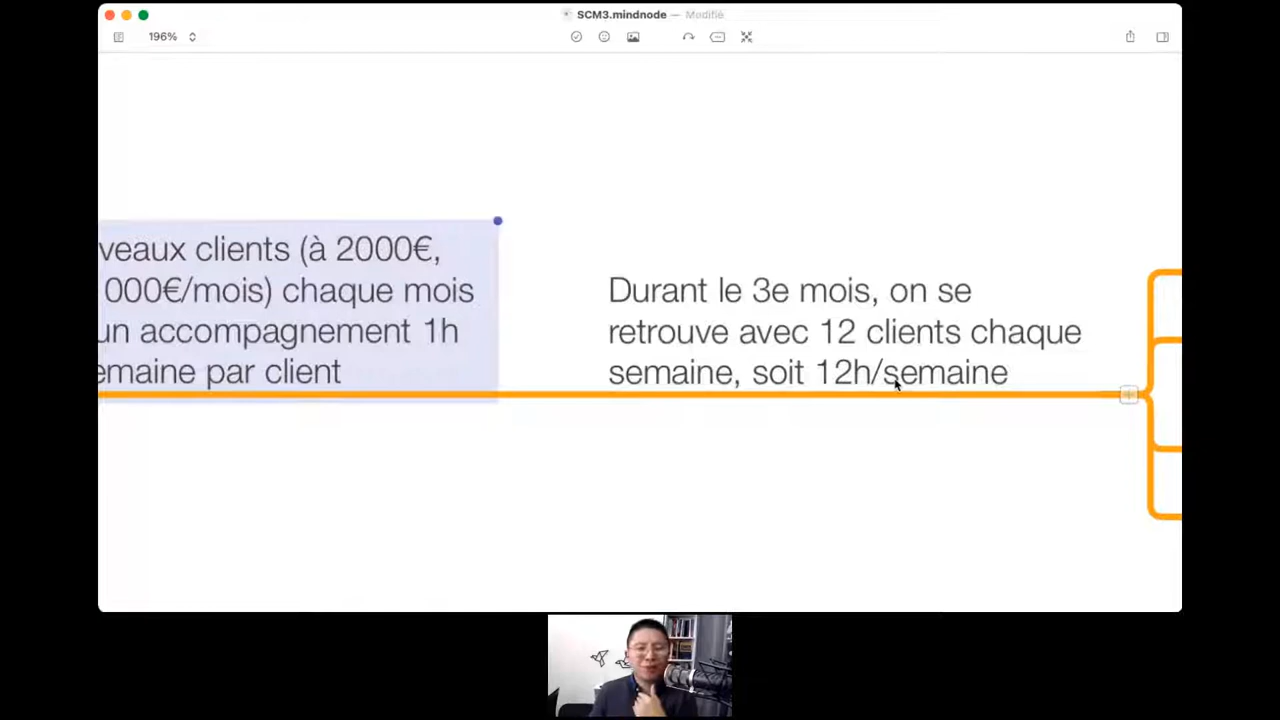 SCM3.mindnode — Modifié
196%
veaux clients (à 2000€,
000€/mois) chaque mois
un accompagnement 1h
emaine par client
Durant le 3e mois, on se
retrouve avec 12 clients chaque
semaine, soit 12h/semaine